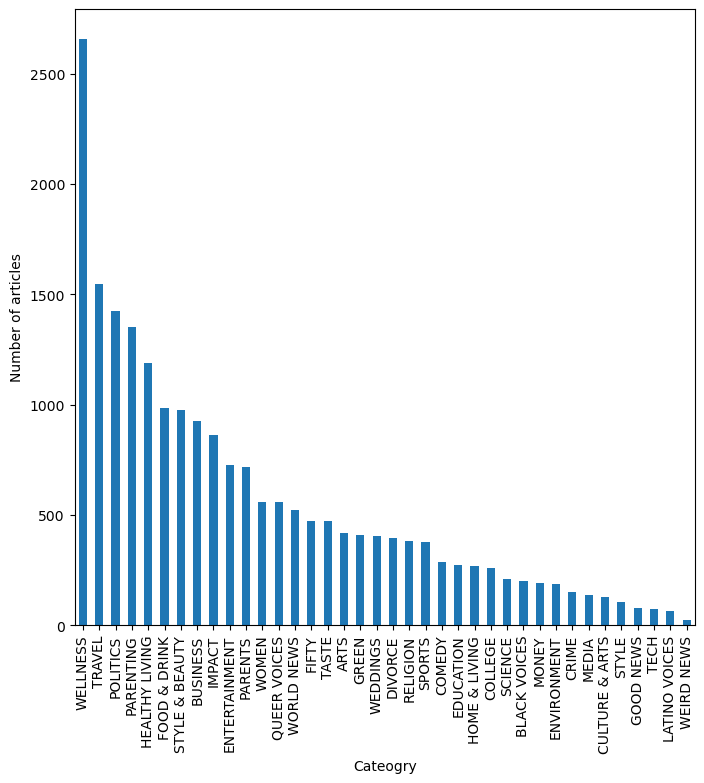 2500
2000
1500
1000
500
0
Number of articles
WELLNESS
TRAVEL
POLITICS
PARENTING
HEALTHY LIVING
FOOD & DRINK
STYLE & BEAUTY
BUSINESS
IMPACT
ENTERTAINMENT
PARENTS
WOMEN
QUEER VOICES
WORLD NEWS
FIFTY
TASTE
ARTS
GREEN
WEDDINGS
DIVORCE
RELIGION
SPORTS
COMEDY
EDUCATION
HOME & LIVING
COLLEGE
SCIENCE
BLACK VOICES
MONEY
ENVIRONMENT
CRIME
MEDIA
CULTURE & ARTS
STYLE
GOOD NEWS
TECH
LATINO VOICES
WEIRD NEWS
Cateogry